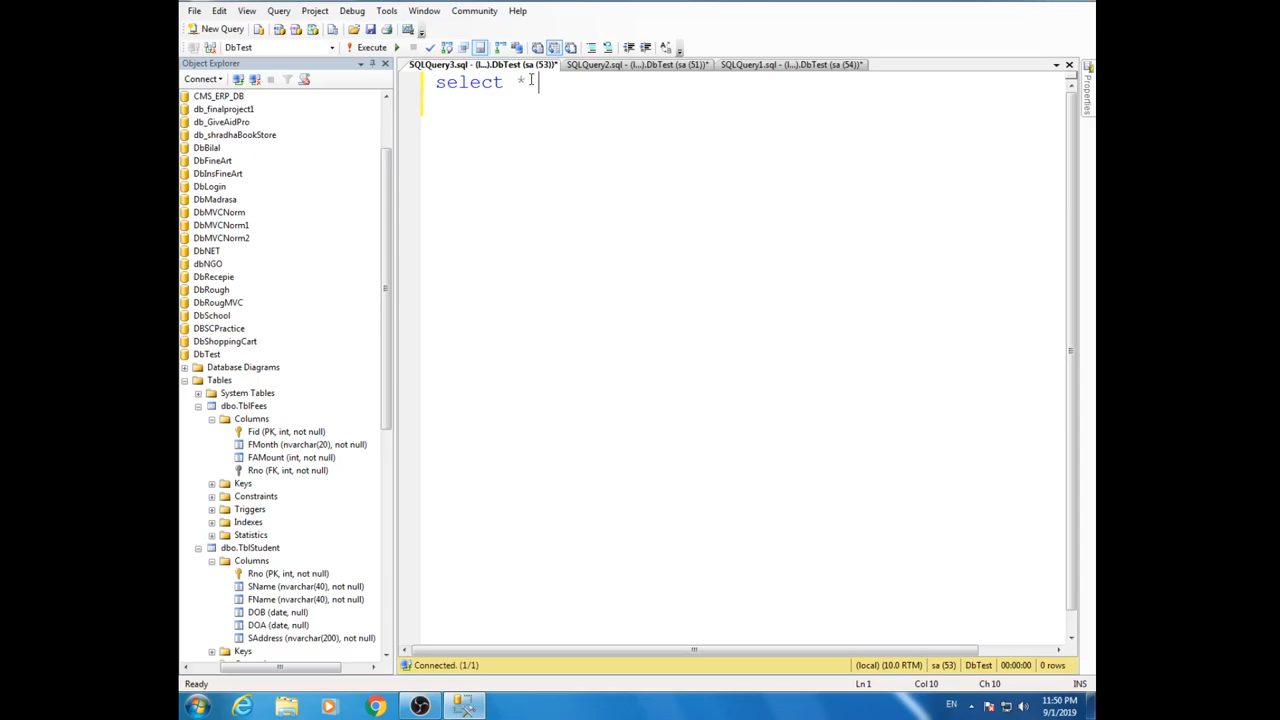 File Edit View Query Project Debug Tools Window Community Help
New Query
DbTest Execute
Object Explorer
SQLQuery3.sql - (l...).DbTest (sa (53))* SQLQuery2.sql - (l...).DbTest (sa (51))* SQLQuery1.sql - (l...).DbTest (sa (54))*
Connect
select *
Properties
CMS_ERP_DB
db_finalproject1
db_GiveAidPro
db_shradhaBookStore
DbBilal
DbFineArt
DbInsFineArt
DbLogin
DbMadrasa
DbMVCNorm
DbMVCNorm1
DbMVCNorm2
DbNET
dbNGO
DbRecepie
DbRough
DbRougMVC
DbSchool
DBSCPractice
DbShoppingCart
DbTest
Database Diagrams
Tables
System Tables
dbo.TblFees
Columns
Fid (PK, int, not null)
FMonth (nvarchar(20), not null)
FAMount (int, not null)
Rno (FK, int, not null)
Keys
Constraints
Triggers
Indexes
Statistics
dbo.TblStudent
Columns
Rno (PK, int, not null)
SName (nvarchar(40), not null)
FName (nvarchar(40), not null)
DOB (date, null)
DOA (date, null)
SAddress (nvarchar(200), not null)
Keys
Connected. (1/1) (local) (10.0 RTM) sa (53) DbTest 00:00:00 0 rows
Ready Ln 1 Col 10 Ch 10 INS
EN 11:50 PM
9/1/2019